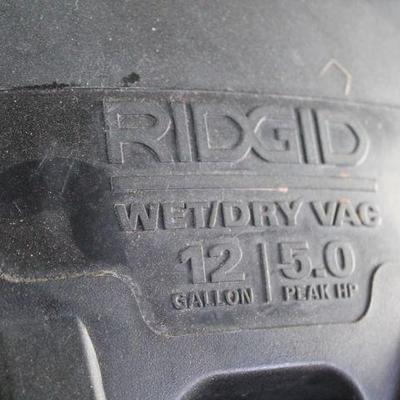 RIDGID
WET/DRY VAC
12 | 5.0
GALLON | PEAK HP